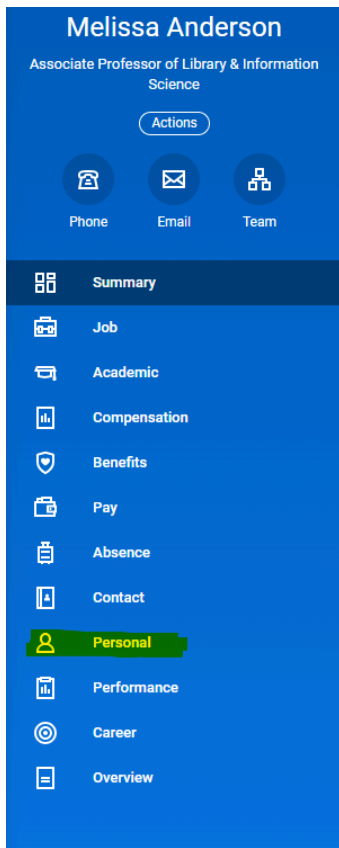 Melissa Anderson
Associate Professor of Library & Information
Science
Actions
Phone Email Team
Summary
Job
Academic
Compensation
Benefits
Pay
Absence
Contact
Personal
Performance
Career
Overview